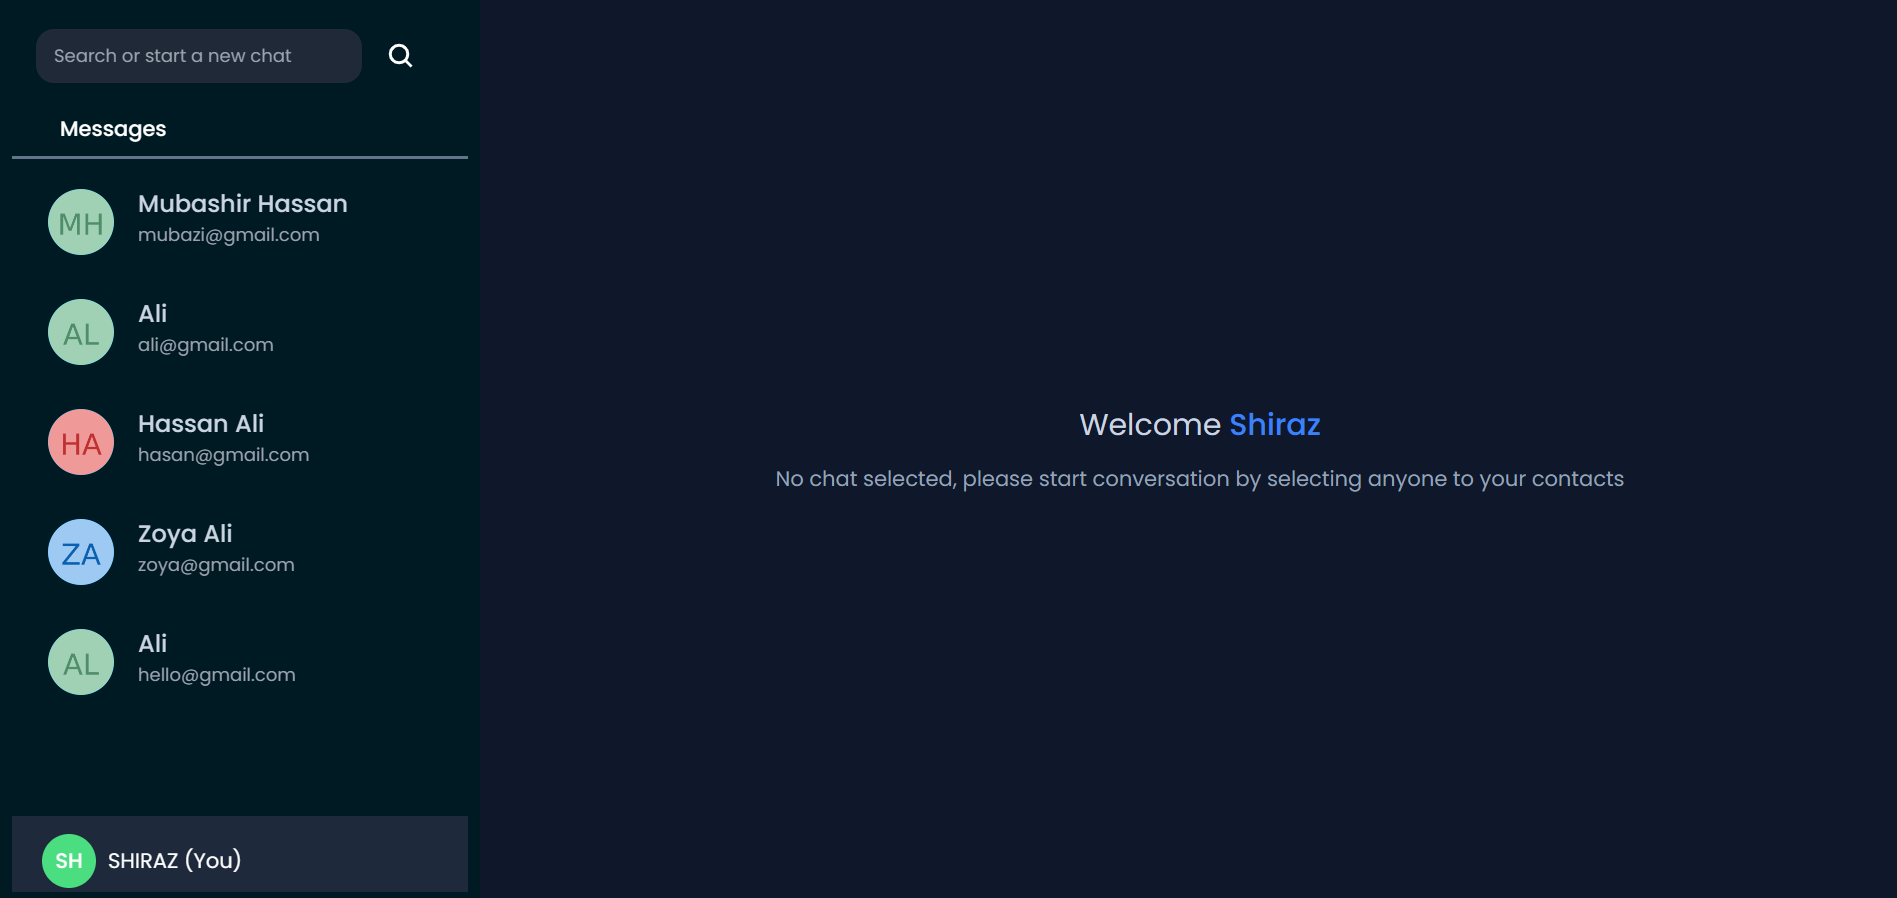 Search or start a new chat
Messages
MH
Mubashir Hassan
mubazi@gmail.com
AL
Ali
ali@gmail.com
HA
Hassan Ali
hasan@gmail.com
ZA
Zoya Ali
zoya@gmail.com
AL
Ali
hello@gmail.com
SH
SHIRAZ (You)
Welcome Shiraz
No chat selected, please start conversation by selecting anyone to your contacts